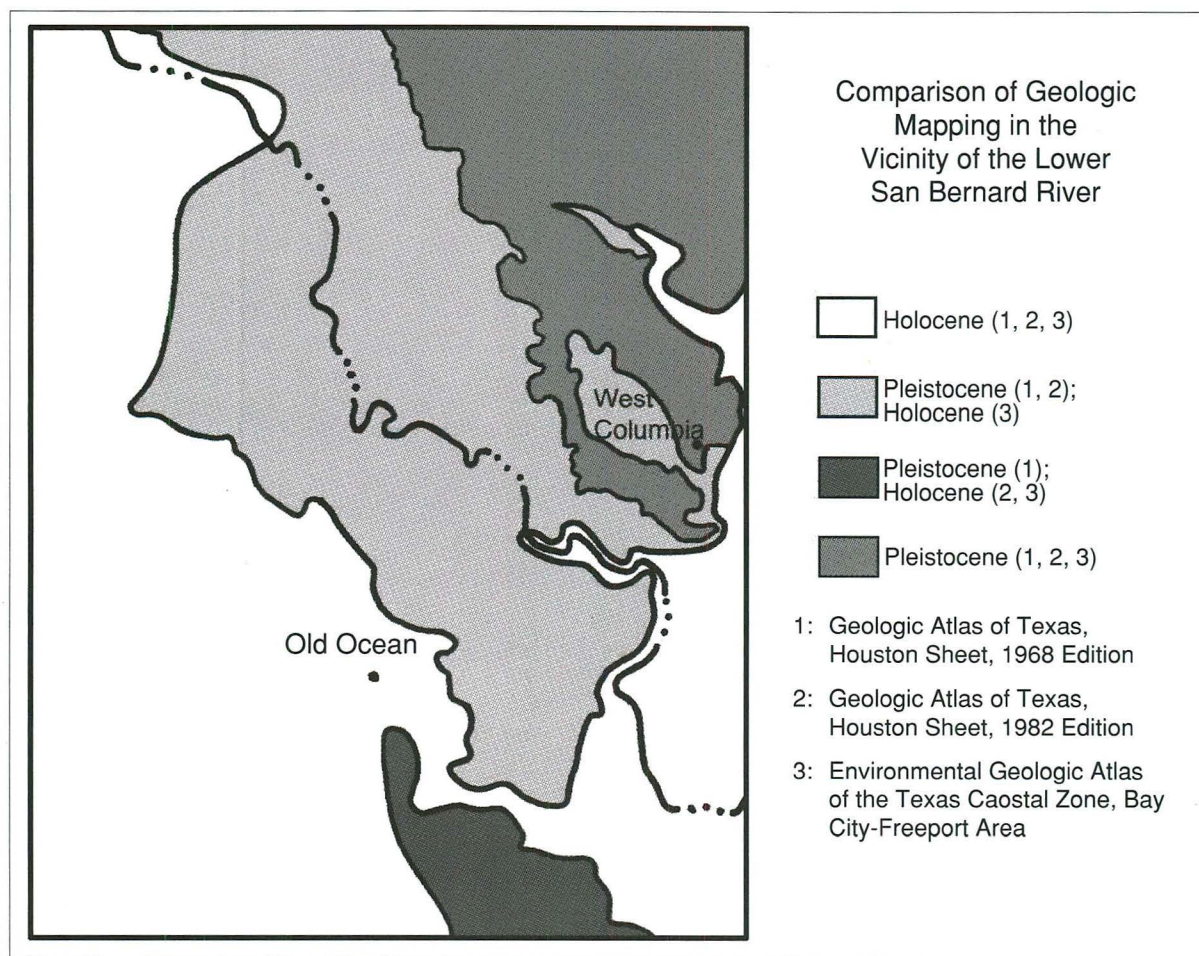 Comparison of Geologic
Mapping in the
Vicinity of the Lower
San Bernard River
Holocene (1, 2, 3)
Pleistocene (1, 2);
Holocene (3)
Pleistocene (1);
Holocene (2, 3)
Pleistocene (1, 2, 3)
1: Geologic Atlas of Texas,
Houston Sheet, 1968 Edition
2: Geologic Atlas of Texas,
Houston Sheet, 1982 Edition
3: Environmental Geologic Atlas
of the Texas Caostal Zone, Bay
City-Freeport Area
West
Columbia
Old Ocean